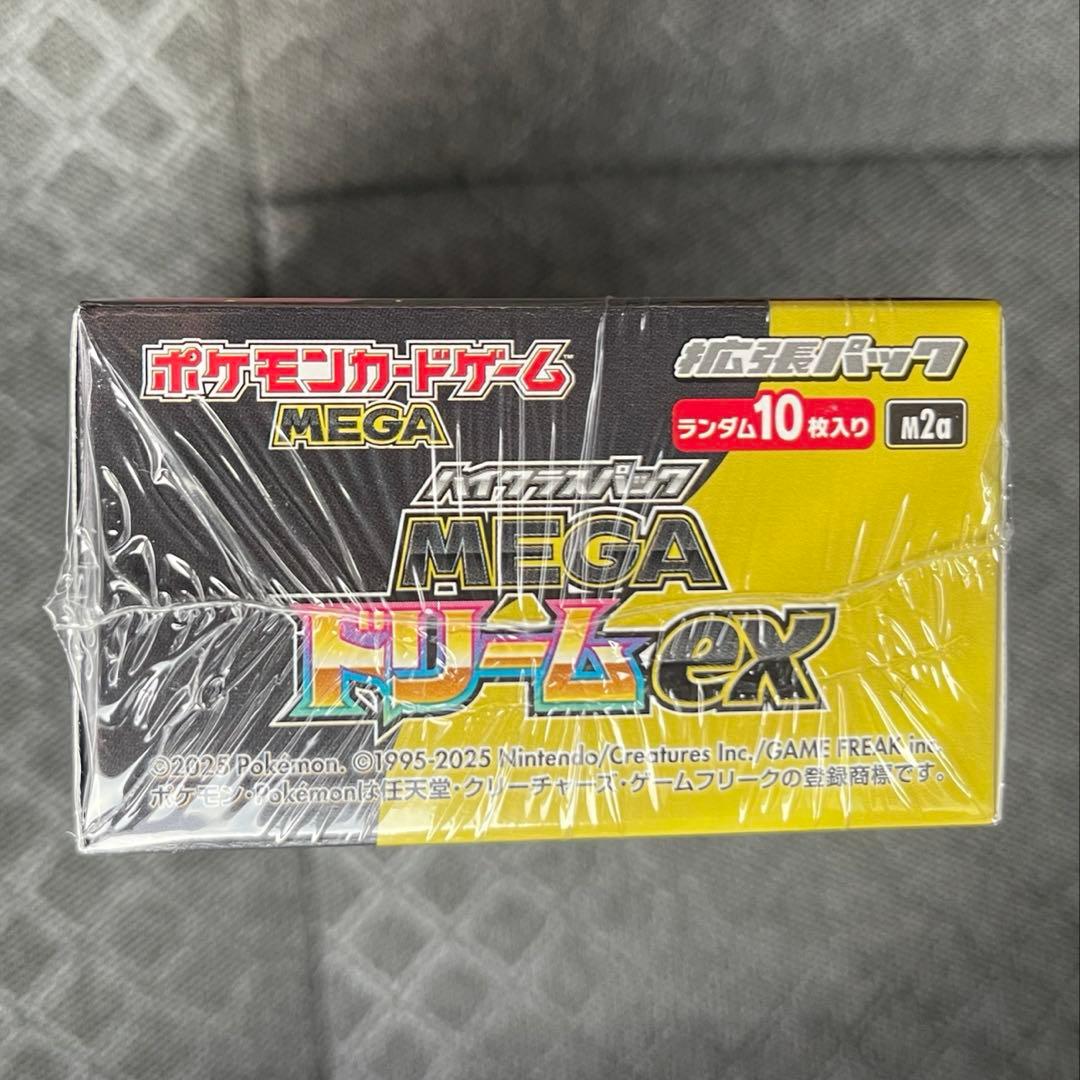 ポケモンカードゲーム™
MEGA
拡張パック
ランダム10枚入り
M2a
ハイクラスパック
MEGA
ドリームex
©2025 Pokémon. ©1995-2025 Nintendo/Creatures Inc./GAME FREAK inc.
ポケモン・Pokémonは任天堂・クリーチャーズ・ゲームフリークの登録商標です。